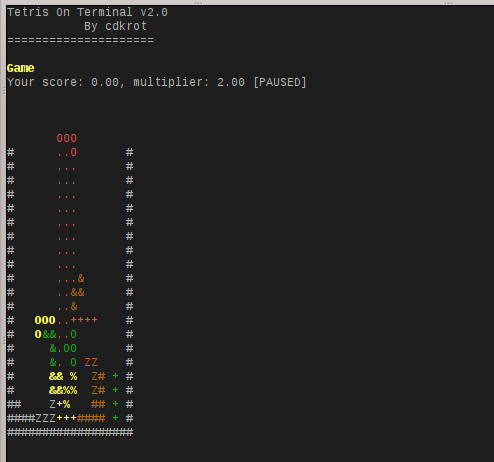 Tetris On Terminal v2.0
           By cdkrot
=====================
Game
Your score: 0.00, multiplier: 2.00 [PAUSED]
       OOO
#      ..O       #
#      ...       #
#      ...       #
#      ...       #
#      ...       #
#      ...       #
#      ...       #
#      ...       #
#      ...       #
#      ...&      #
#      ..&&      #
#      ..&       #
#   OOO..++++    #
#   O&&..O       #
#     &.OO       #
#     &. O ZZ    #
#     && %  Z# + #
#     &&%%  Z# + #
##    Z+%   ## + #
####ZZZ+++#### + #
##################